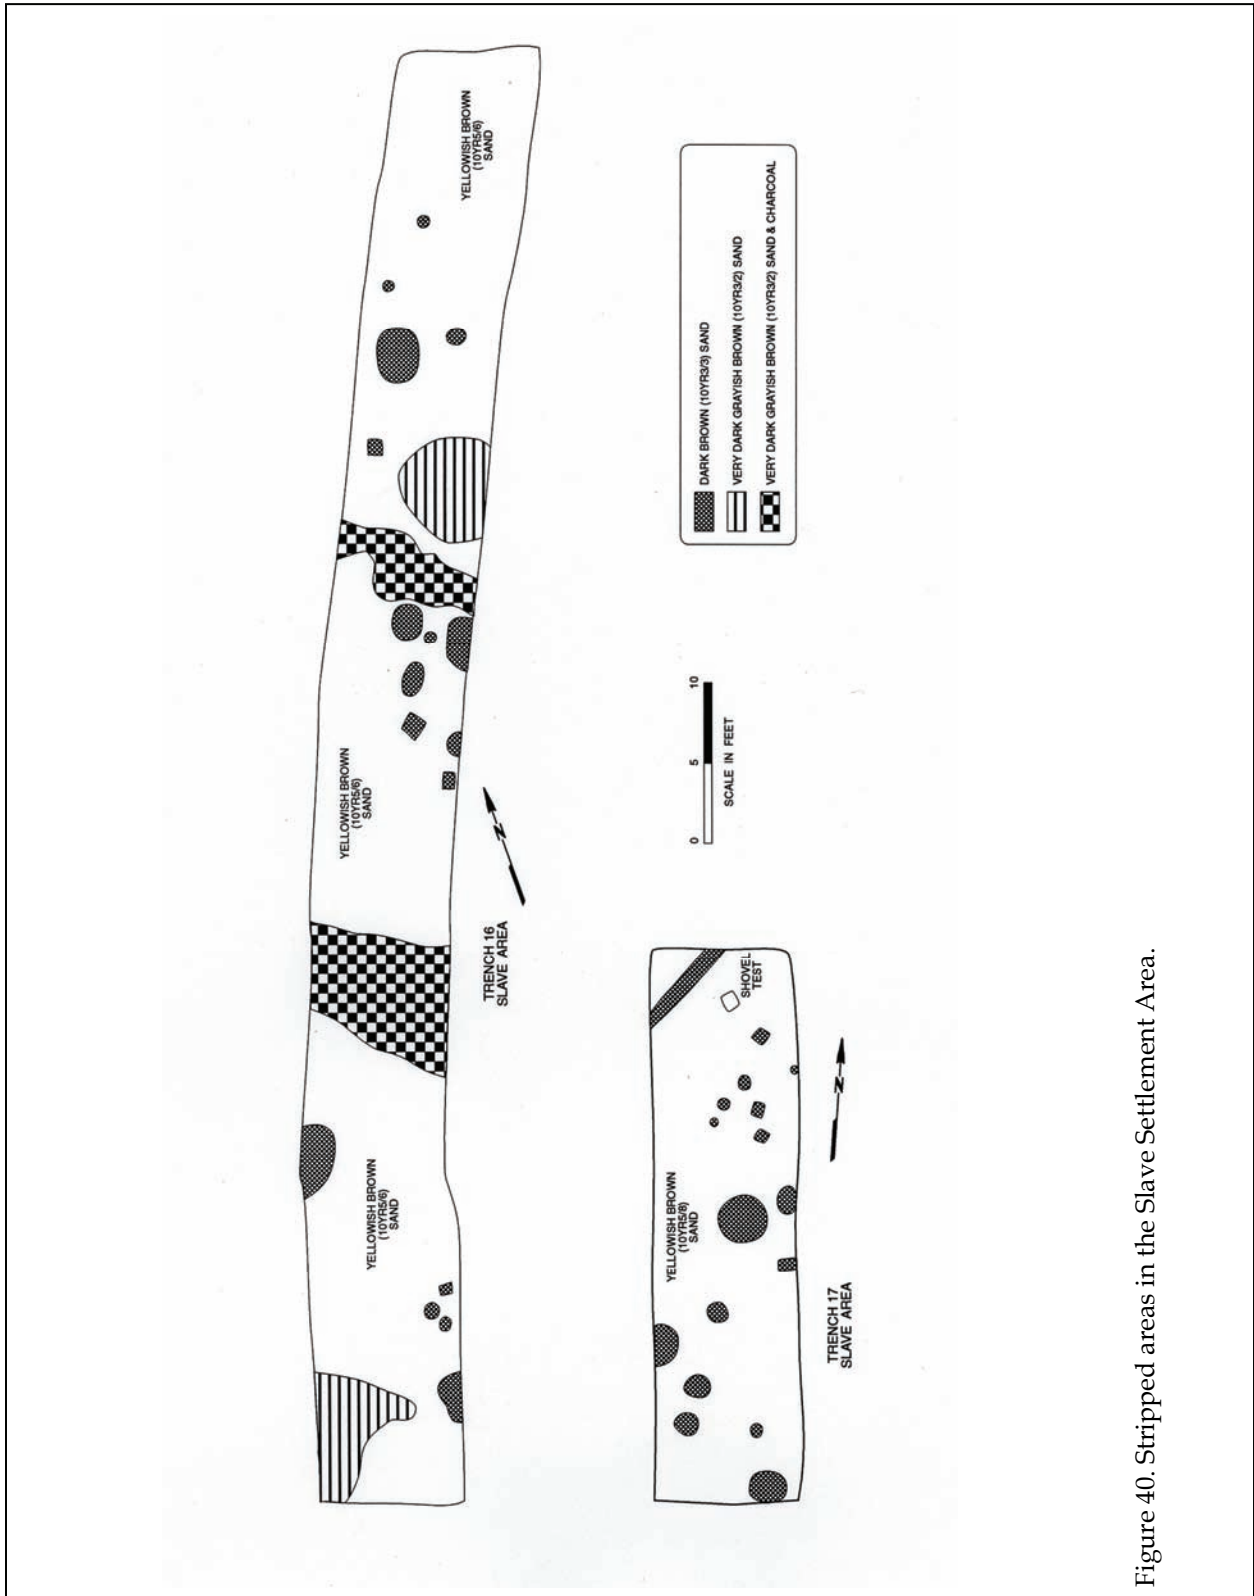 YELLOWISH BROWN
(10YR5/6)
SAND
YELLOWISH BROWN
(10YR5/6)
SAND
YELLOWISH BROWN
(10YR5/6)
SAND
TRENCH 16
SLAVE AREA
N
DARK BROWN (10YR3/3) SAND
VERY DARK GRAYISH BROWN (10YR3/2) SAND
VERY DARK GRAYISH BROWN (10YR3/2) SAND & CHARCOAL
0 5 10
SCALE IN FEET
YELLOWISH BROWN
(10YR5/8)
SAND
SHOVEL
TEST
TRENCH 17
SLAVE AREA
N
Figure 40. Stripped areas in the Slave Settlement Area.